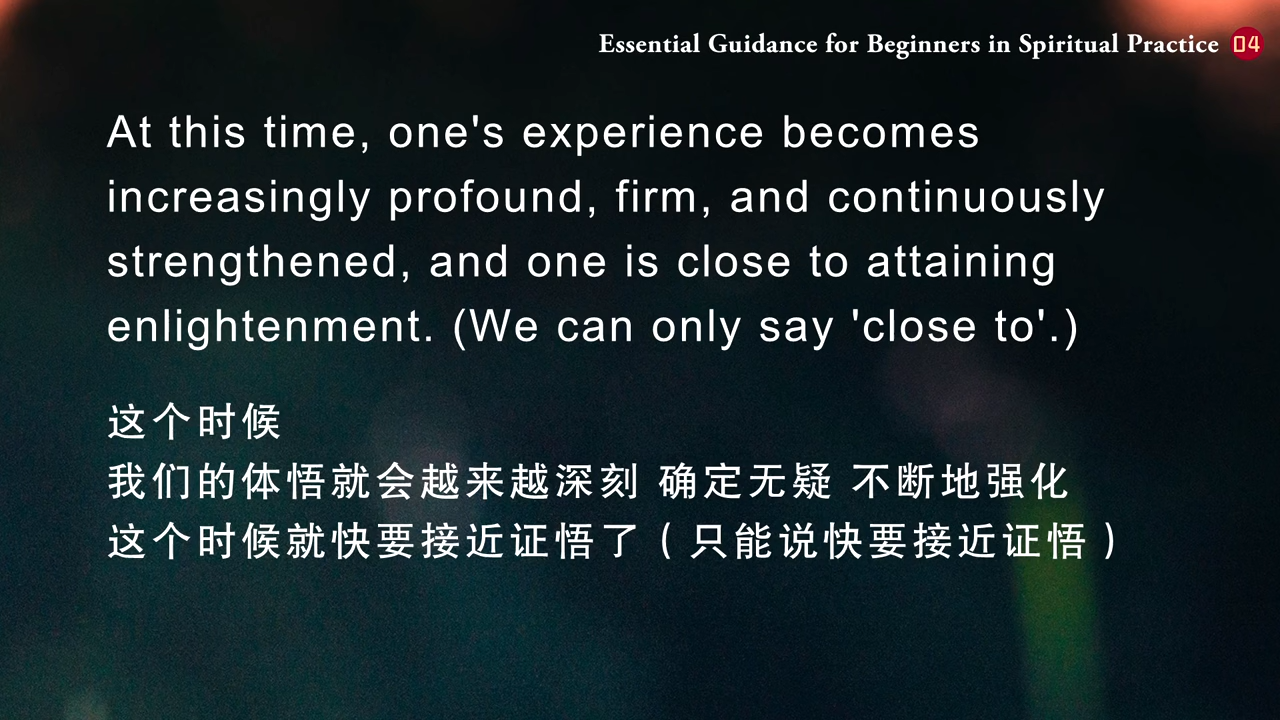 Essential Guidance for Beginners in Spiritual Practice 04
At this time, one's experience becomes
increasingly profound, firm, and continuously
strengthened, and one is close to attaining
enlightenment. (We can only say 'close to'.)
这个时候
我们的体悟就会越来越深刻 确定无疑 不断地强化
这个时候就快要接近证悟了（只能说快要接近证悟）